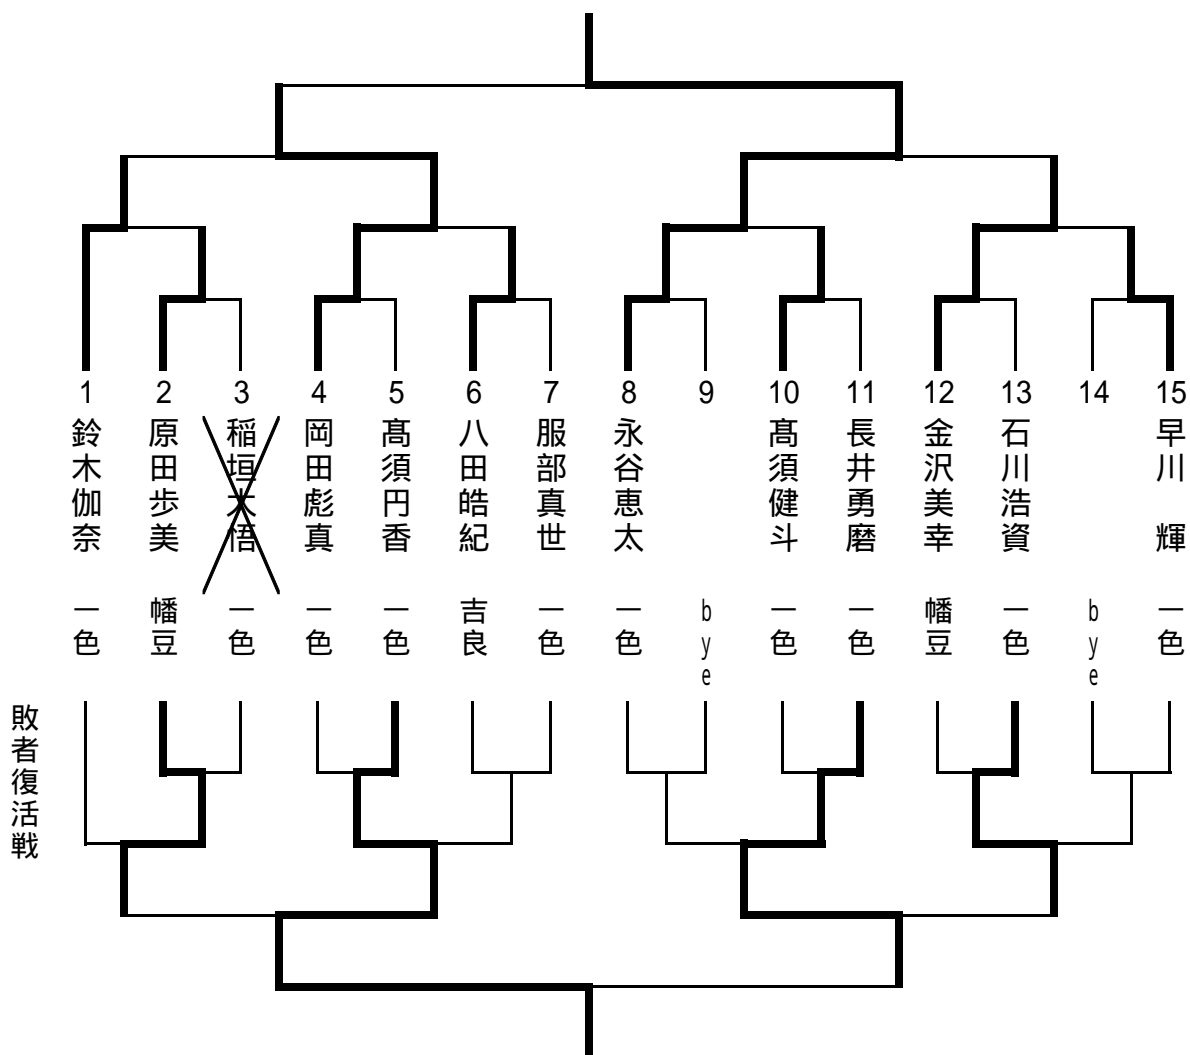 1 2 3 4 5 6 7 8 9 10 11 12 13 14 15
鈴木伽奈 一色
原田歩美 幡豆
稲垣大悟 一色
岡田彪真 一色
髙須円香 一色
八田皓紀 吉良
服部真世 一色
永谷恵太 一色
bye
髙須健斗 一色
長井勇磨 一色
金沢美幸 幡豆
石川浩資 一色
bye
早川 輝 一色
敗者復活戦